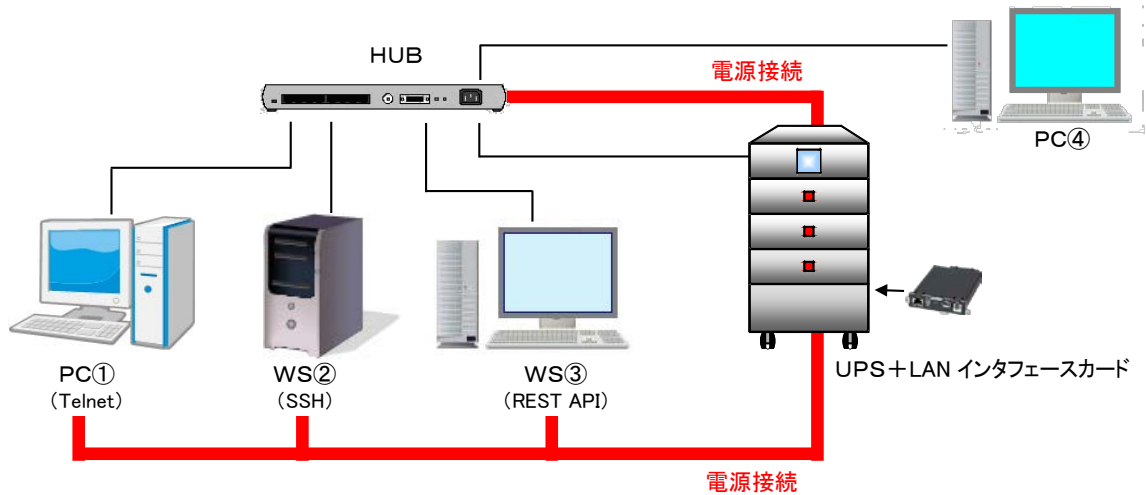 HUB
電源接続
PC④
PC①
(Telnet)
WS②
(SSH)
WS③
(REST API)
UPS＋LAN インタフェースカード
電源接続